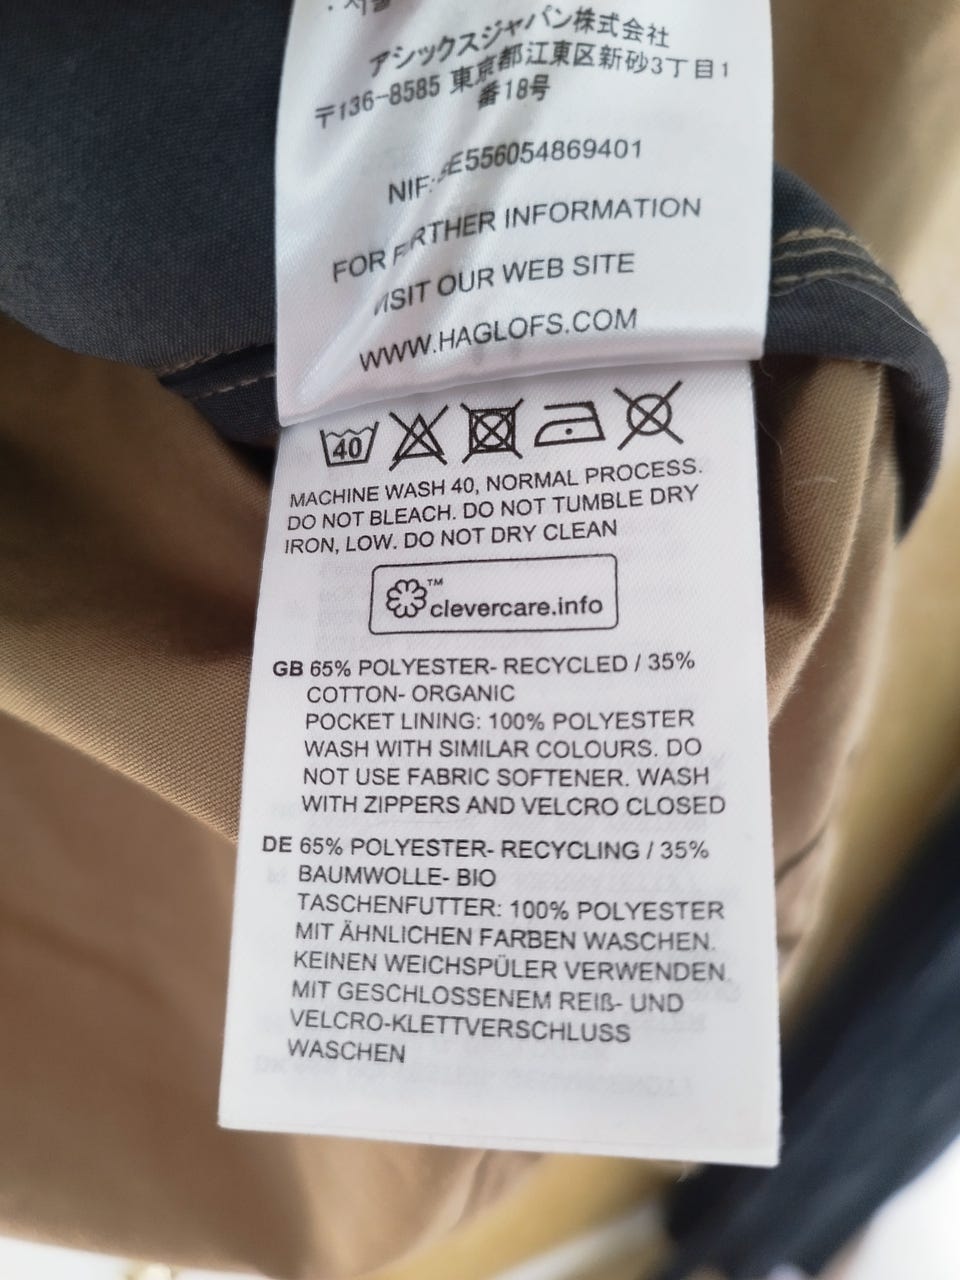 アシックスジャパン株式会社
〒136-8585 東京都江東区新砂3丁目1
番18号
NIF: SE556054869401
FOR FURTHER INFORMATION
VISIT OUR WEB SITE
WWW.HAGLOFS.COM
40
MACHINE WASH 40, NORMAL PROCESS.
DO NOT BLEACH. DO NOT TUMBLE DRY
IRON, LOW. DO NOT DRY CLEAN
™
clevercare.info
GB 65% POLYESTER- RECYCLED / 35%
COTTON- ORGANIC
POCKET LINING: 100% POLYESTER
WASH WITH SIMILAR COLOURS. DO
NOT USE FABRIC SOFTENER. WASH
WITH ZIPPERS AND VELCRO CLOSED
DE 65% POLYESTER- RECYCLING / 35%
BAUMWOLLE- BIO
TASCHENFUTTER: 100% POLYESTER
MIT ÄHNLICHEN FARBEN WASCHEN.
KEINEN WEICHSPÜLER VERWENDEN.
MIT GESCHLOSSENEM REIß- UND
VELCRO-KLETTVERSCHLUSS
WASCHEN